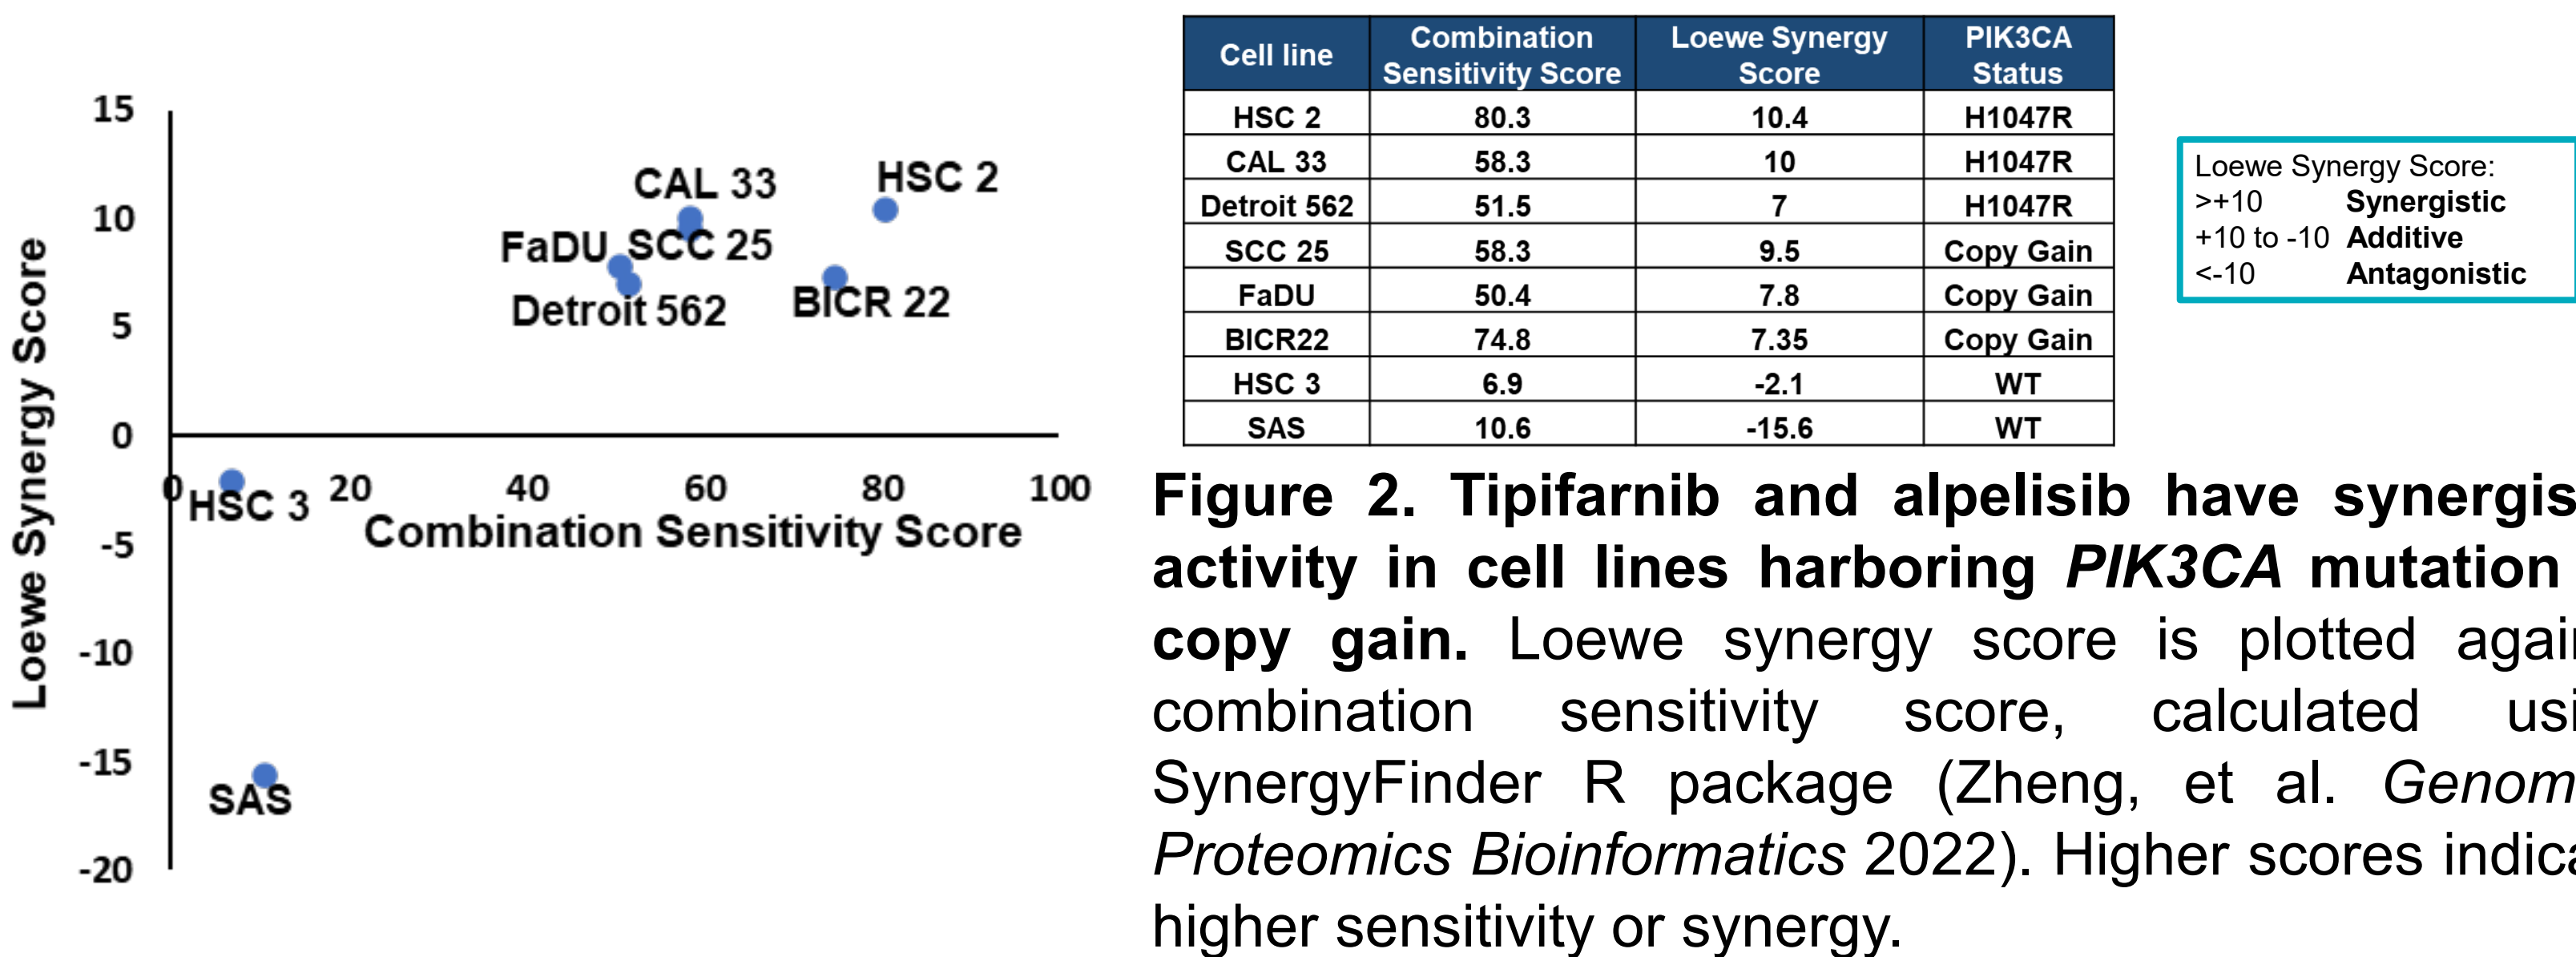 Loewe Synergy Score
15
10
5
0
-5
-10
-15
-20
0 20 40 60 80 100
Combination Sensitivity Score
CAL 33
HSC 2
FaDU SCC 25
Detroit 562
BICR 22
HSC 3
SAS
Cell line Combination Sensitivity Score Loewe Synergy Score PIK3CA Status
HSC 2 80.3 10.4 H1047R
CAL 33 58.3 10 H1047R
Detroit 562 51.5 7 H1047R
SCC 25 58.3 9.5 Copy Gain
FaDU 50.4 7.8 Copy Gain
BICR22 74.8 7.35 Copy Gain
HSC 3 6.9 -2.1 WT
SAS 10.6 -15.6 WT
Loewe Synergy Score:
>+10 Synergistic
+10 to -10 Additive
<-10 Antagonistic
Figure 2. Tipifarnib and alpelisib have synergis
activity in cell lines harboring PIK3CA mutation
copy gain. Loewe synergy score is plotted again
combination sensitivity score, calculated usi
SynergyFinder R package (Zheng, et al. Genom
Proteomics Bioinformatics 2022). Higher scores indica
higher sensitivity or synergy.